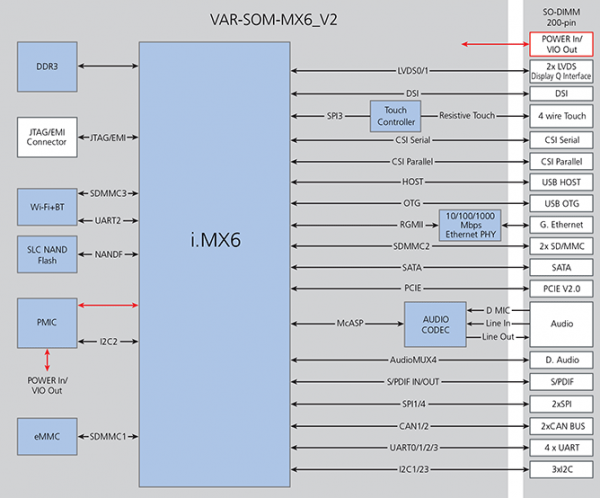 VAR-SOM-MX6_V2
SO-DIMM
200-pin
DDR3
JTAG/EMI
Connector
JTAG/EMI
Wi-Fi+BT
SDMMC3
UART2
SLC NAND
Flash
NANDF
PMIC
I2C2
POWER In/
VIO Out
eMMC
SDMMC1
i.MX6
POWER In/
VIO Out
LVDS0/1
2x LVDS
Display Q Interface
DSI
DSI
SPI3
Touch
Controller
Resistive Touch
4 wire Touch
CSI Serial
CSI Serial
CSI Parallel
CSI Parallel
HOST
USB HOST
OTG
USB OTG
RGMII
10/100/1000
Mbps
Ethernet PHY
G. Ethernet
SDMMC2
2x SD/MMC
SATA
SATA
PCIE
PCIE V2.0
McASP
AUDIO
CODEC
D MIC
Line In
Line Out
Audio
AudioMUX4
D. Audio
S/PDIF IN/OUT
S/PDIF
SPI1/4
2xSPI
CAN1/2
2xCAN BUS
UART0/1/2/3
4 x UART
I2C1/23
3xI2C